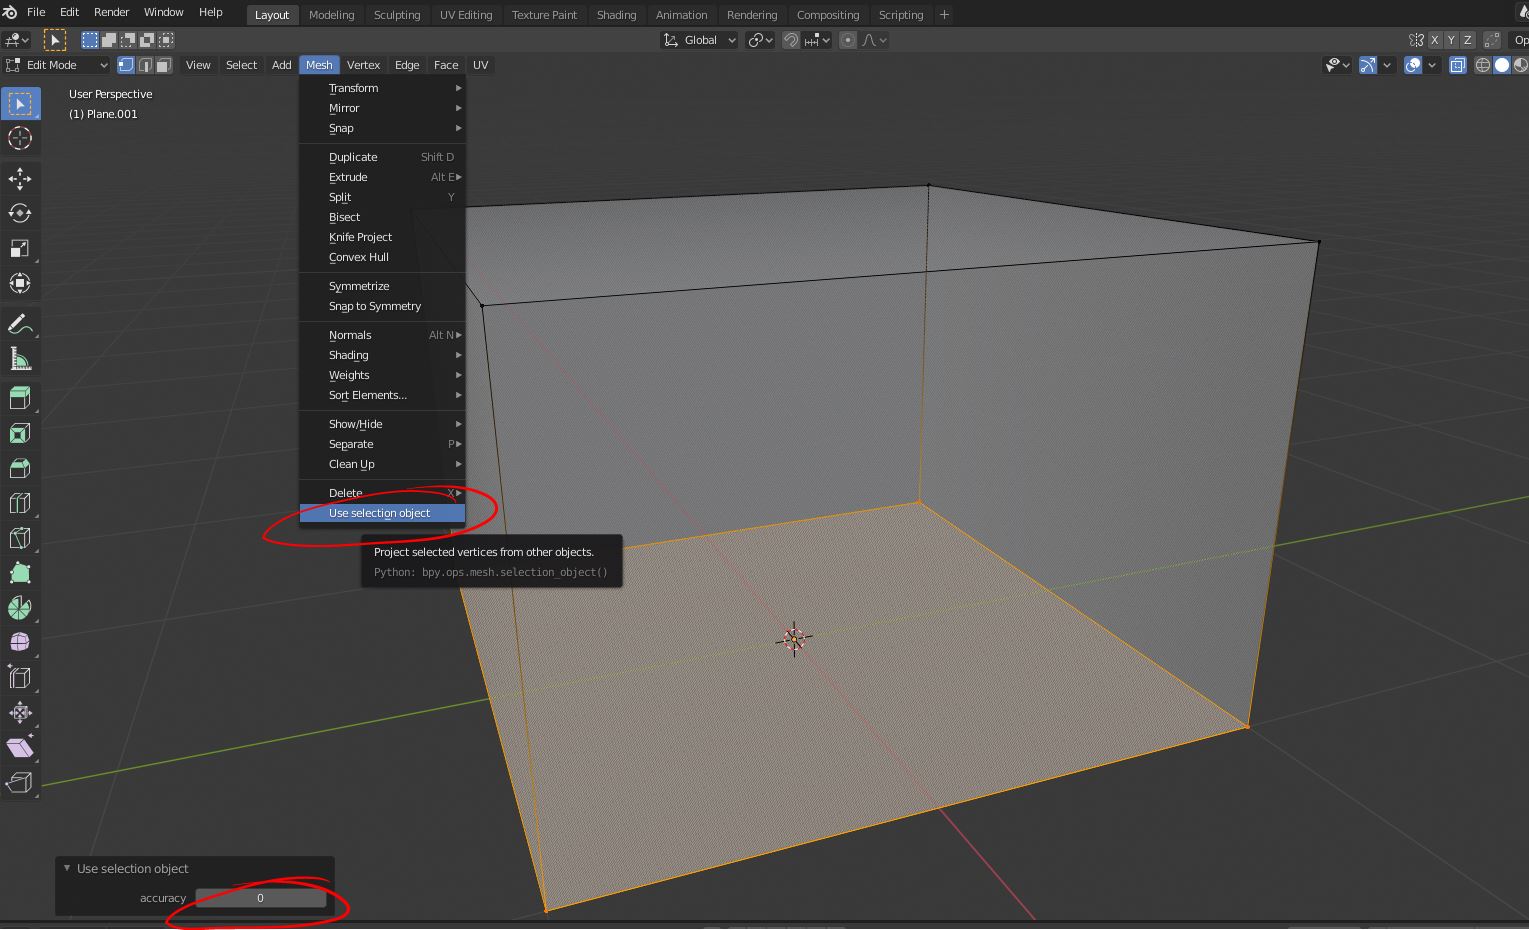 File Edit Render Window Help Layout Modeling Sculpting UV Editing Texture Paint Shading Animation Rendering Compositing Scripting +
Global X Y Z Op
Edit Mode View Select Add Mesh Vertex Edge Face UV
User Perspective
(1) Plane.001
Transform
Mirror
Snap
Duplicate Shift D
Extrude Alt E
Split Y
Bisect
Knife Project
Convex Hull
Symmetrize
Snap to Symmetry
Normals Alt N
Shading
Weights
Sort Elements...
Show/Hide
Separate P
Clean Up
Delete X
Use selection object
Project selected vertices from other objects.
Python: bpy.ops.mesh.selection_object()
Use selection object
accuracy 0